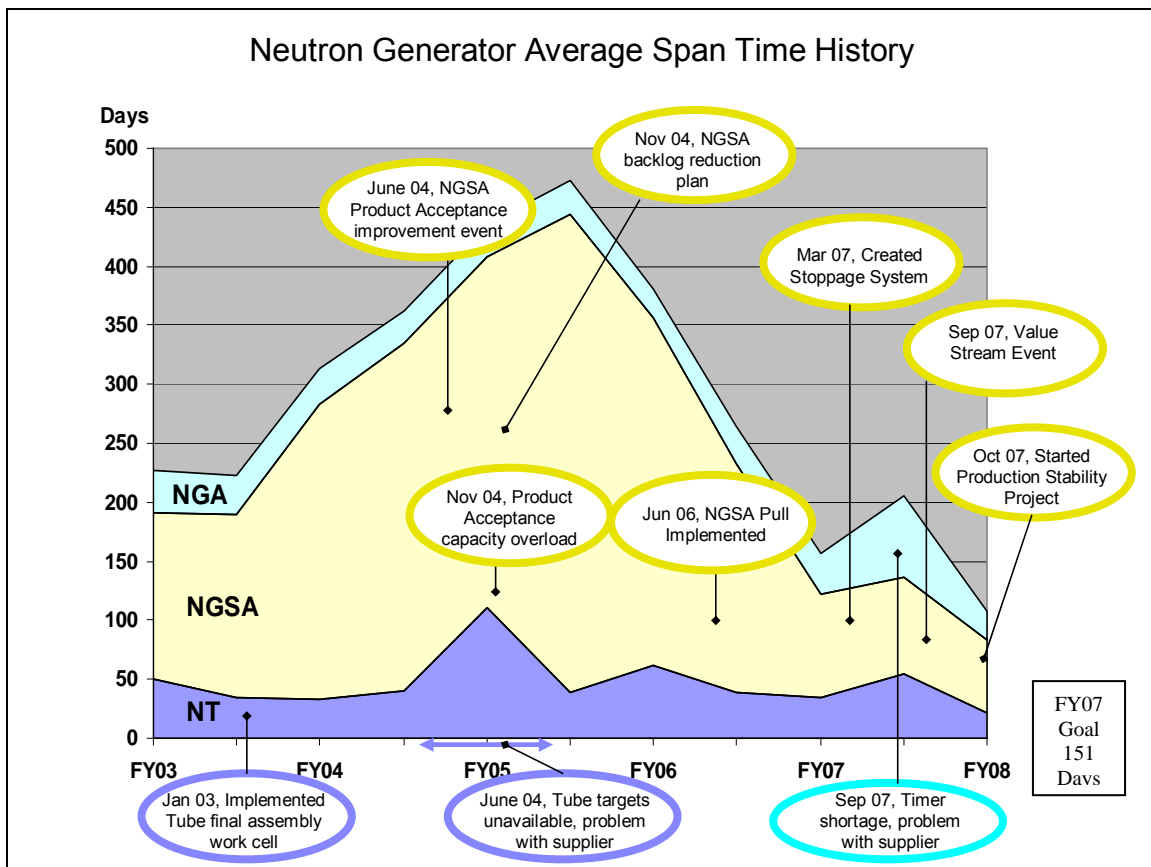 Neutron Generator Average Span Time History
Days
500
450
400
350
300
250
200
150
100
50
0
June 04, NGSA
Product Acceptance
improvement event
Nov 04, NGSA
backlog reduction
plan
Mar 07, Created
Stoppage System
Sep 07, Value
Stream Event
Oct 07, Started
Production Stability
Project
Nov 04, Product
Acceptance
capacity overload
Jun 06, NGSA Pull
Implemented
NGA
NGSA
NT
FY03
FY04
FY05
FY06
FY07
FY08
FY07
Goal
151
Days
Jan 03, Implemented
Tube final assembly
work cell
June 04, Tube targets
unavailable, problem
with supplier
Sep 07, Timer
shortage, problem
with supplier